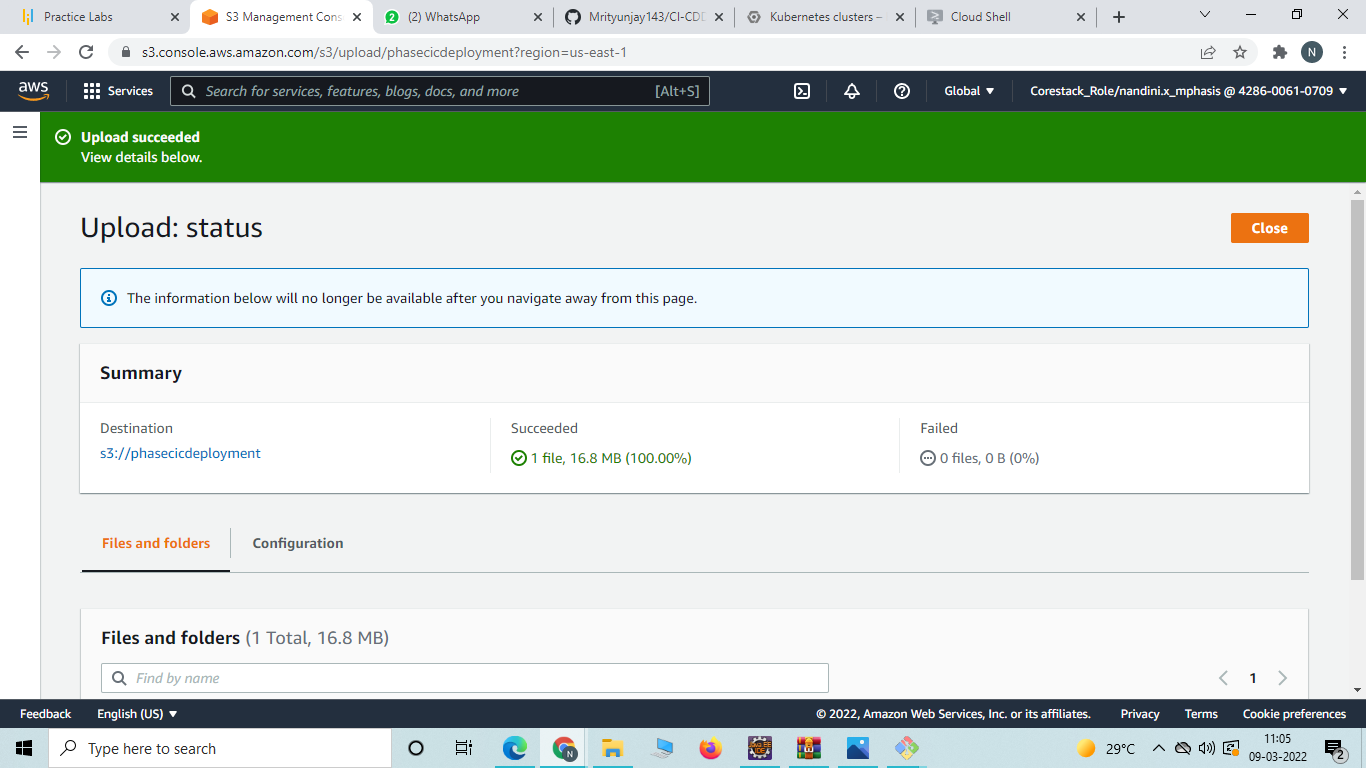 Practice Labs
S3 Management Cons
(2) WhatsApp
Mrityunjay143/CI-CDD
Kubernetes clusters –
Cloud Shell
s3.console.aws.amazon.com/s3/upload/phasecicdeployment?region=us-east-1
N
aws
Services
Search for services, features, blogs, docs, and more
[Alt+S]
Global
Corestack_Role/nandini.x_mphasis @ 4286-0061-0709
Upload succeeded
View details below.
Upload: status
Close
The information below will no longer be available after you navigate away from this page.
Summary
Destination
s3://phasecicdeployment
Succeeded
1 file, 16.8 MB (100.00%)
Failed
0 files, 0 B (0%)
Files and folders
Configuration
Files and folders (1 Total, 16.8 MB)
Find by name
1
Feedback
English (US)
© 2022, Amazon Web Services, Inc. or its affiliates.
Privacy
Terms
Cookie preferences
Type here to search
29°C
11:05
09-03-2022
2